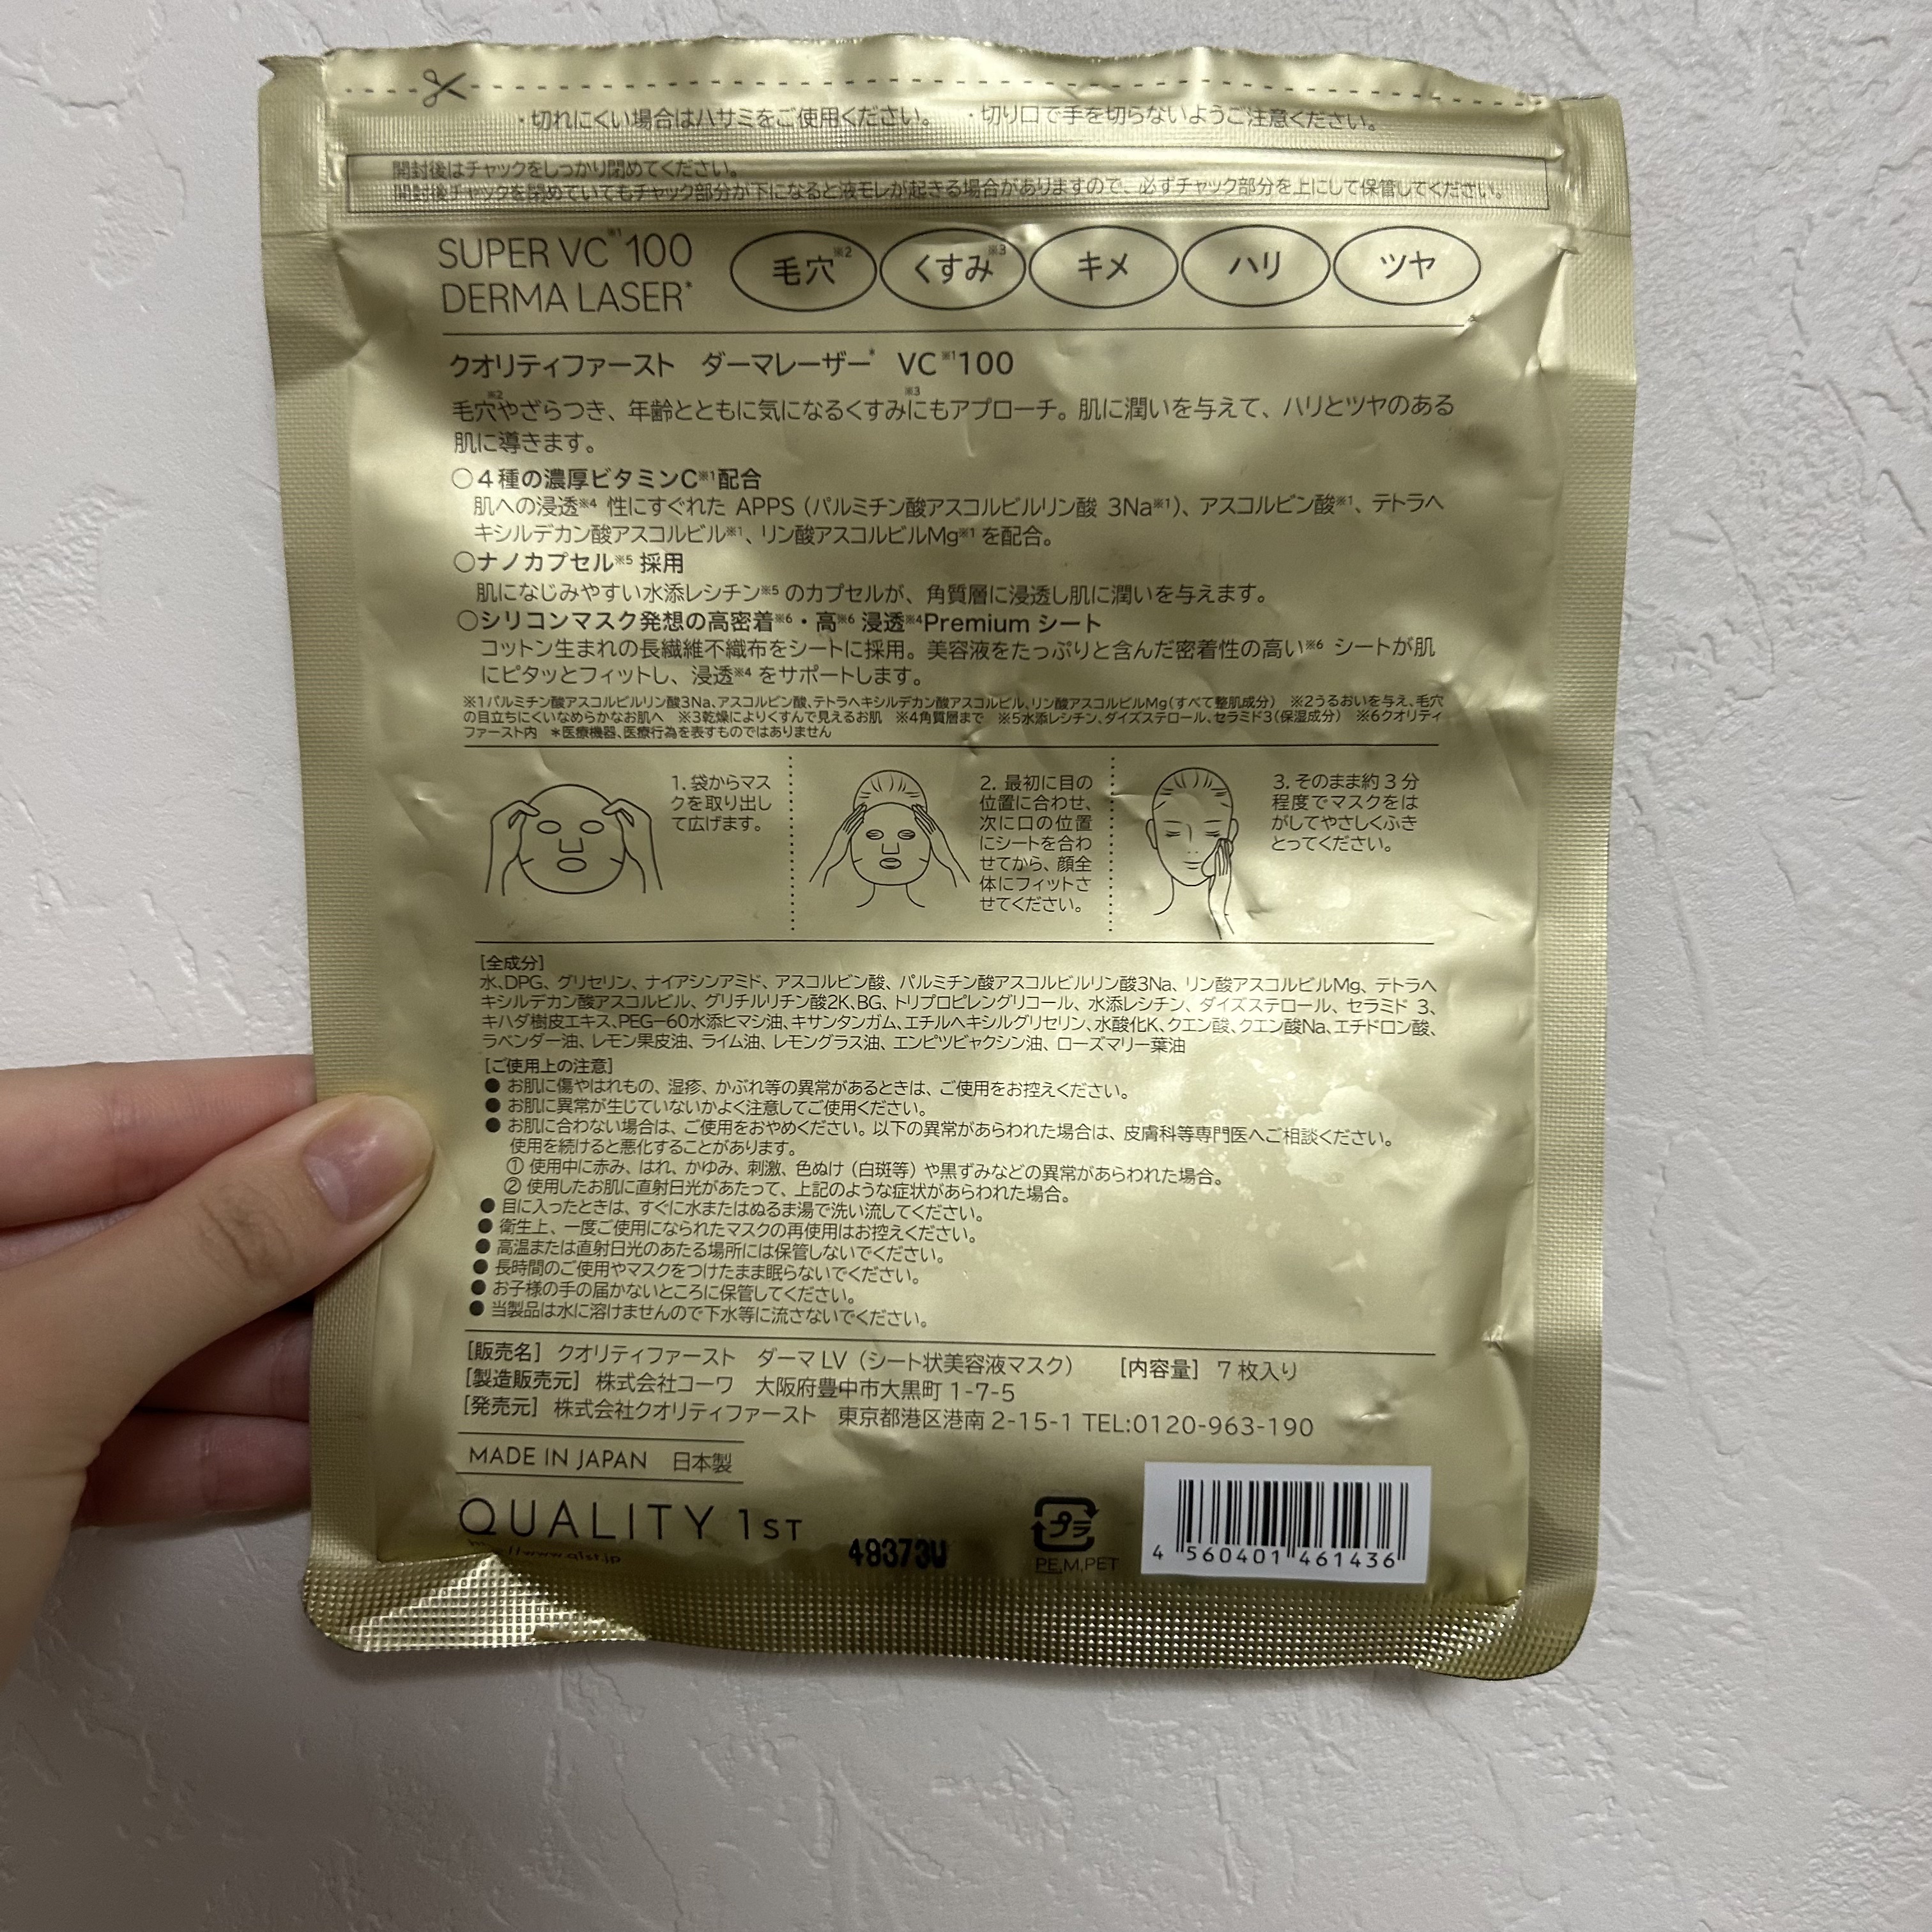 ・切れにくい場合はハサミをご使用ください。 ・切り口で手を切らないようご注意ください。
開封後はチャックをしっかり閉めてください。
開封後チャックを閉めていてもチャック部分が下になると液モレが起きる場合がありますので、必ずチャック部分を上にして保管してください。
SUPER VC※1 100
DERMA LASER*
毛穴※2 くすみ※3 キメ ハリ ツヤ
クオリティファースト ダーマレーザー* VC※1 100
毛穴※2やざらつき、年齢とともに気になるくすみ※3にもアプローチ。肌に潤いを与えて、ハリとツヤのある
肌に導きます。
○4種の濃厚ビタミンC※1配合
肌への浸透※4 性にすぐれた APPS（パルミチン酸アスコルビルリン酸 3Na※1）、アスコルビン酸※1、テトラヘ
キシルデカン酸アスコルビル※1、リン酸アスコルビルMg※1 を配合。
○ナノカプセル※5 採用
肌になじみやすい水添レシチン※5 のカプセルが、角質層に浸透し肌に潤いを与えます。
○シリコンマスク発想の高密着※6・高※6 浸透※4Premium シート
コットン生まれの長繊維不織布をシートに採用。美容液をたっぷりと含んだ密着性の高い※6 シートが肌
にピタッとフィットし、浸透※4 をサポートします。
※1パルミチン酸アスコルビルリン酸3Na、アスコルビン酸、テトラヘキシルデカン酸アスコルビル、リン酸アスコルビルMg（すべて整肌成分） ※2うるおいを与え、毛穴
の目立ちにくいなめらかなお肌へ ※3乾燥によりくすんで見えるお肌 ※4角質層まで ※5水添レシチン、ダイズステロール、セラミド3（保湿成分） ※6クオリティ
ファースト内 *医療機器、医療行為を表すものではありません
1. 袋からマス
クを取り出し
て広げます。
2. 最初に目の
位置に合わせ、
次に口の位置
にシートを合わ
せてから、顔全
体にフィットさ
せてください。
3. そのまま約3分
程度でマスクをは
がしてやさしくふき
とってください。
[全成分]
水、DPG、グリセリン、ナイアシンアミド、アスコルビン酸、パルミチン酸アスコルビルリン酸3Na、リン酸アスコルビルMg、テトラヘ
キシルデカン酸アスコルビル、グリチルリチン酸2K、BG、トリプロピレングリコール、水添レシチン、ダイズステロール、セラミド 3、
キハダ樹皮エキス、PEG-60水添ヒマシ油、キサンタンガム、エチルヘキシルグリセリン、水酸化K、クエン酸、クエン酸Na、エチドロン酸、
ラベンダー油、レモン果皮油、ライム油、レモングラス油、エンピツビャクシン油、ローズマリー葉油
[ご使用上の注意]
● お肌に傷やはれもの、湿疹、かぶれ等の異常があるときは、ご使用をお控えください。
● お肌に異常が生じていないかよく注意してご使用ください。
● お肌に合わない場合は、ご使用をおやめください。以下の異常があらわれた場合は、皮膚科等専門医へご相談ください。
使用を続けると悪化することがあります。
① 使用中に赤み、はれ、かゆみ、刺激、色ぬけ（白斑等）や黒ずみなどの異常があらわれた場合。
② 使用したお肌に直射日光があたって、上記のような症状があらわれた場合。
● 目に入ったときは、すぐに水またはぬるま湯で洗い流してください。
● 衛生上、一度ご使用になられたマスクの再使用はお控えください。
● 高温または直射日光のあたる場所には保管しないでください。
● 長時間のご使用やマスクをつけたまま眠らないでください。
● お子様の手の届かないところに保管してください。
● 当製品は水に溶けませんので下水等に流さないでください。
[販売名] クオリティファースト ダーマ LV（シート状美容液マスク） [内容量] 7 枚入り
[製造販売元] 株式会社コーワ 大阪府豊中市大黒町 1-7-5
[発売元] 株式会社クオリティファースト 東京都港区港南 2-15-1 TEL:0120-963-190
MADE IN JAPAN 日本製
QUALITY 1ST
http://www.q1st.jp
49373W
プラ
PE,M,PET
4 560401 461436